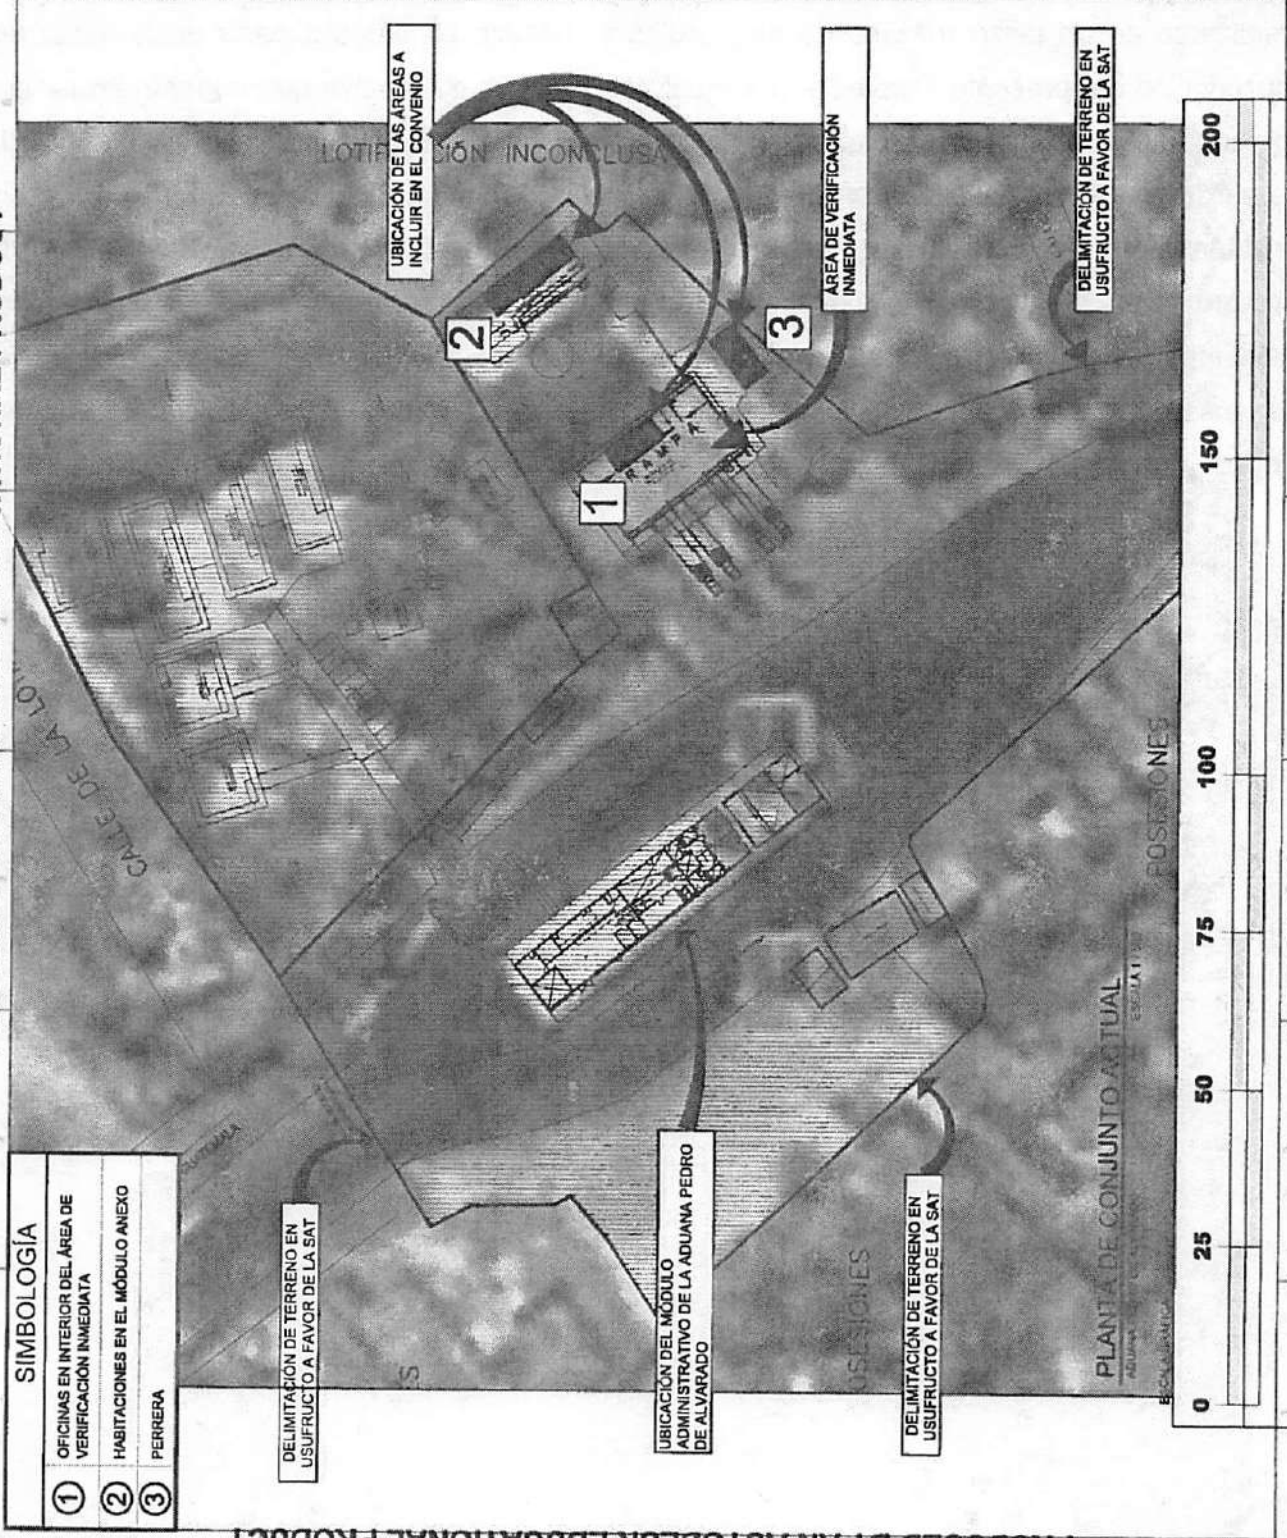 SIMBOLOGÍA
1 OFICINAS EN INTERIOR DEL ÁREA DE
VERIFICACIÓN INMEDIATA
2 HABITACIONES EN EL MÓDULO ANEXO
3 PERRERA
DELIMITACIÓN DE TERRENO EN
USUFRUCTO A FAVOR DE LA SAT
UBICACIÓN DEL MÓDULO
ADMINISTRATIVO DE LA ADUANA PEDRO
DE ALVARADO
DELIMITACIÓN DE TERRENO EN
USUFRUCTO A FAVOR DE LA SAT
UBICACIÓN DE LAS ÁREAS A
INCLUIR EN EL CONVENIO
ÁREA DE VERIFICACIÓN
INMEDIATA
DELIMITACIÓN DE TERRENO EN
USUFRUCTO A FAVOR DE LA SAT
CALLE DE LA LOTI
INCONCLUSA
RAMPA
1
2
3
POSESIONES
OSESIONES
PLANTA DE CONJUNTO ACTUAL
0 25 50 75 100 150 200